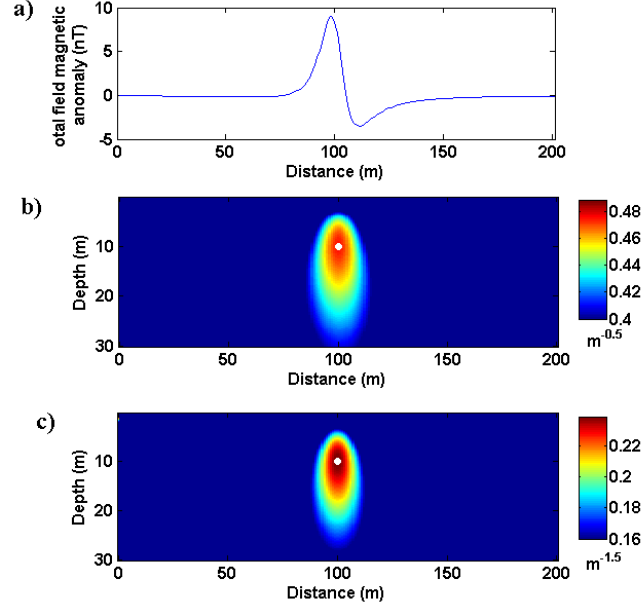 a)
otal field magnetic
anomaly (nT)
10
5
0
-5
0 50 100 150 200
Distance (m)
b)
Depth (m)
10
20
30
0 50 100 150 200
Distance (m)
0.48
0.46
0.44
0.42
0.4
m-0.5
c)
Depth (m)
10
20
30
0 50 100 150 200
Distance (m)
0.22
0.2
0.18
0.16
m-1.5